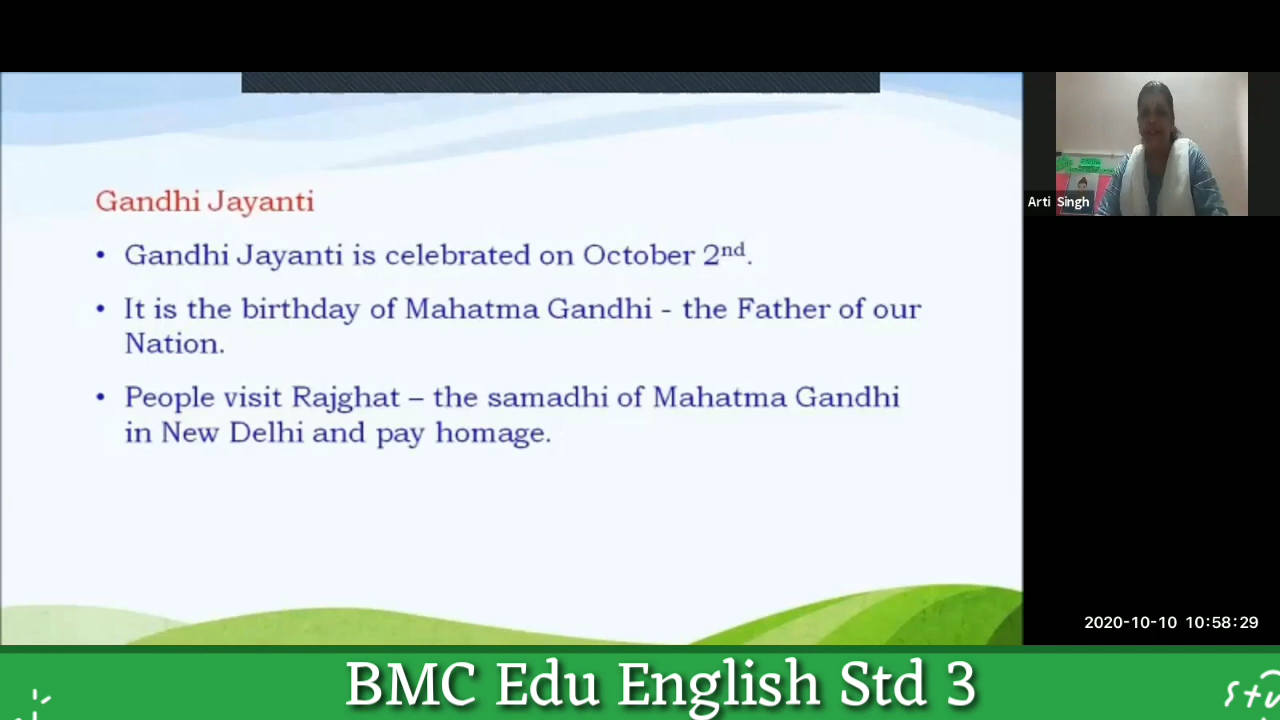 Gandhi Jayanti
• Gandhi Jayanti is celebrated on October 2nd.
• It is the birthday of Mahatma Gandhi - the Father of our
Nation.
• People visit Rajghat – the samadhi of Mahatma Gandhi
in New Delhi and pay homage.
Arti Singh
2020-10-10 10:58:29
BMC Edu English Std 3